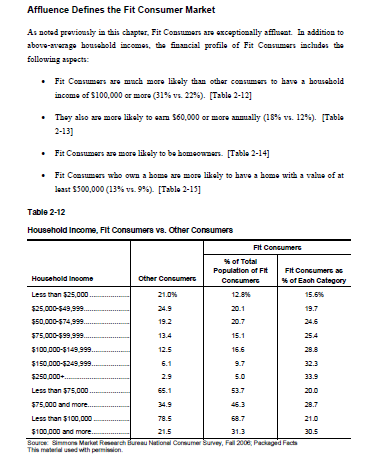 Affluence Defines the Fit Consumer Market
As noted previously in this chapter, Fit Consumers are exceptionally affluent. In addition to
above-average household incomes, the financial profile of Fit Consumers includes the
following aspects:
• Fit Consumers are much more likely than other consumers to have a household
income of $100,000 or more (31% vs. 22%). [Table 2-12]
• They also are more likely to earn $60,000 or more annually (18% vs. 12%). [Table
2-13]
• Fit Consumers are more likely to be homeowners. [Table 2-14]
• Fit Consumers who own a home are more likely to have a home with a value of at
least $500,000 (13% vs. 9%). [Table 2-15]
Table 2-12
Household Income, Fit Consumers vs. Other Consumers
Fit Consumers
% of Total
Population of Fit Fit Consumers as
Household Income Other Consumers Consumers % of Each Category
Less than $25,000 21.0% 12.8% 15.6%
$25,000-$49,999 24.9 20.1 19.7
$50,000-$74,999 19.2 20.7 24.6
$75,000-$99,999 13.4 15.1 25.4
$100,000-$149,999 12.5 16.6 28.8
$150,000-$249,999 6.1 9.7 32.3
$250,000+ 2.9 5.0 33.9
Less than $75,000 65.1 53.7 20.0
$75,000 and more 34.9 46.3 28.7
Less than $100,000 78.5 68.7 21.0
$100,000 and more 21.5 31.3 30.5
Source: Simmons Market Research Bureau National Consumer Survey, Fall 2006; Packaged Facts
This material used with permission.